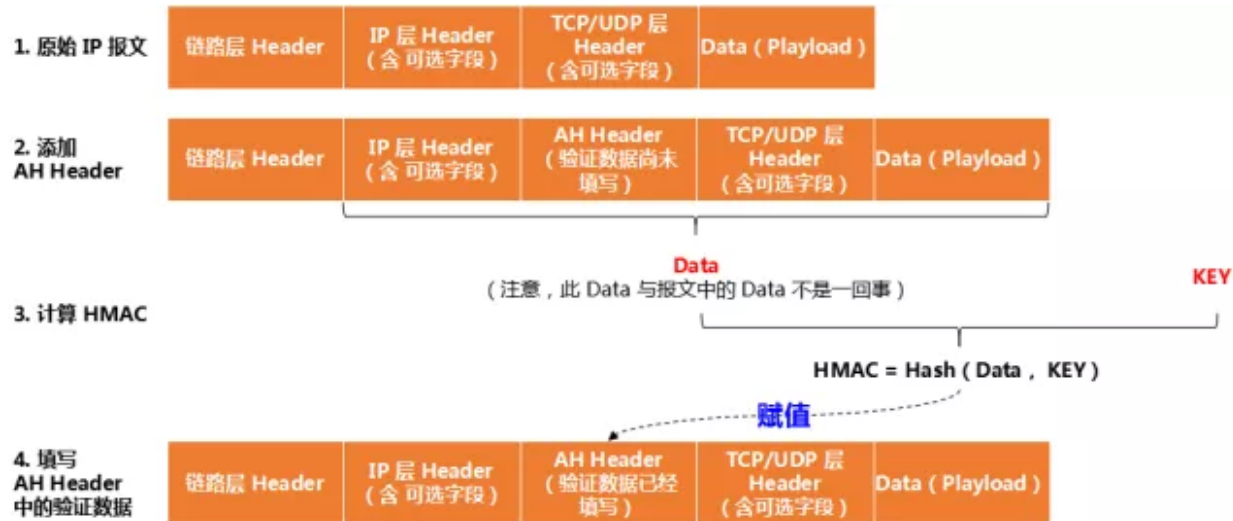 1. 原始 IP 报文
链路层 Header
IP 层 Header
（含 可选字段）
TCP/UDP 层
Header
（含可选字段）
Data（Playload）
2. 添加
AH Header
链路层 Header
IP 层 Header
（含 可选字段）
AH Header
（验证数据尚未
填写）
TCP/UDP 层
Header
（含可选字段）
Data（Playload）
Data
（注意，此 Data 与报文中的 Data 不是一回事）
KEY
3. 计算 HMAC
HMAC = Hash（Data， KEY）
赋值
4. 填写
AH Header
中的验证数据
链路层 Header
IP 层 Header
（含 可选字段）
AH Header
（验证数据已经
填写）
TCP/UDP 层
Header
（含可选字段）
Data（Playload）